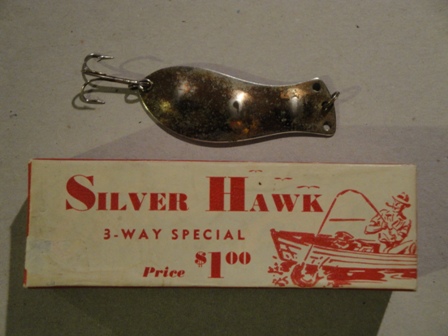 SILVER HAWK
3-WAY SPECIAL
Price $1.00